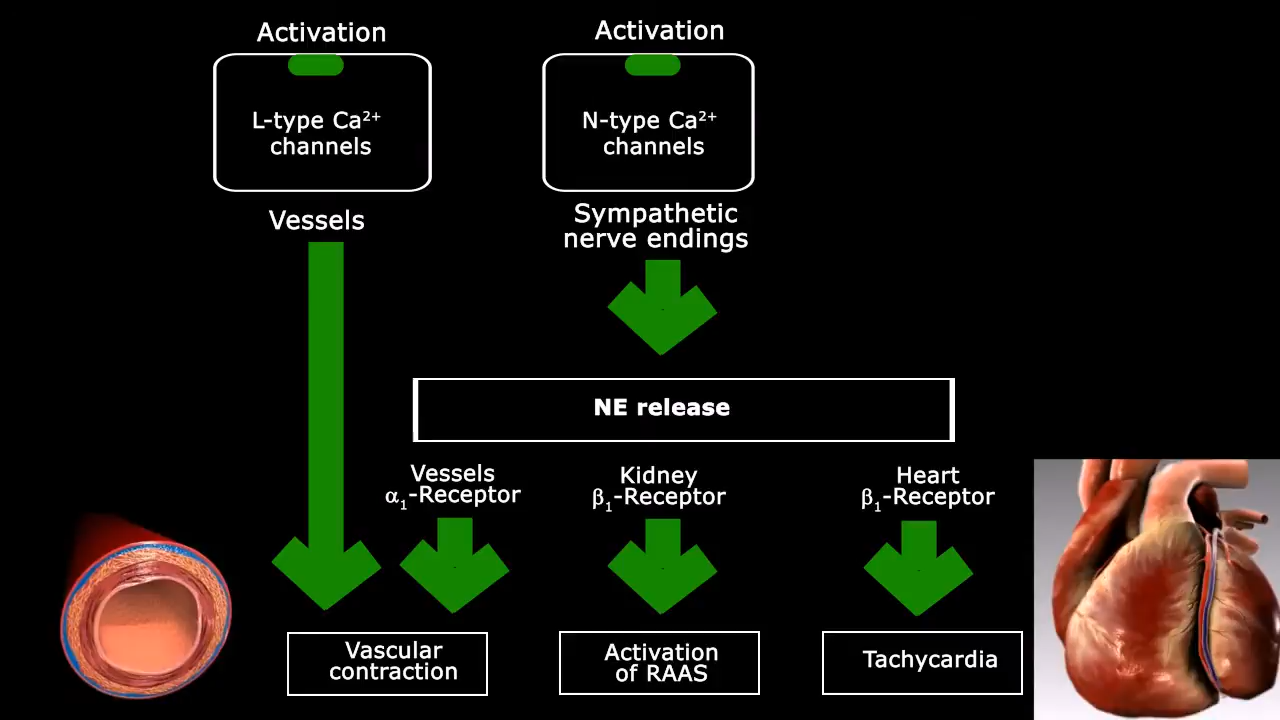 Activation
L-type Ca²⁺
channels
Vessels
Activation
N-type Ca²⁺
channels
Sympathetic
nerve endings
NE release
Vessels
α₁-Receptor
Kidney
β₁-Receptor
Heart
β₁-Receptor
Vascular
contraction
Activation
of RAAS
Tachycardia